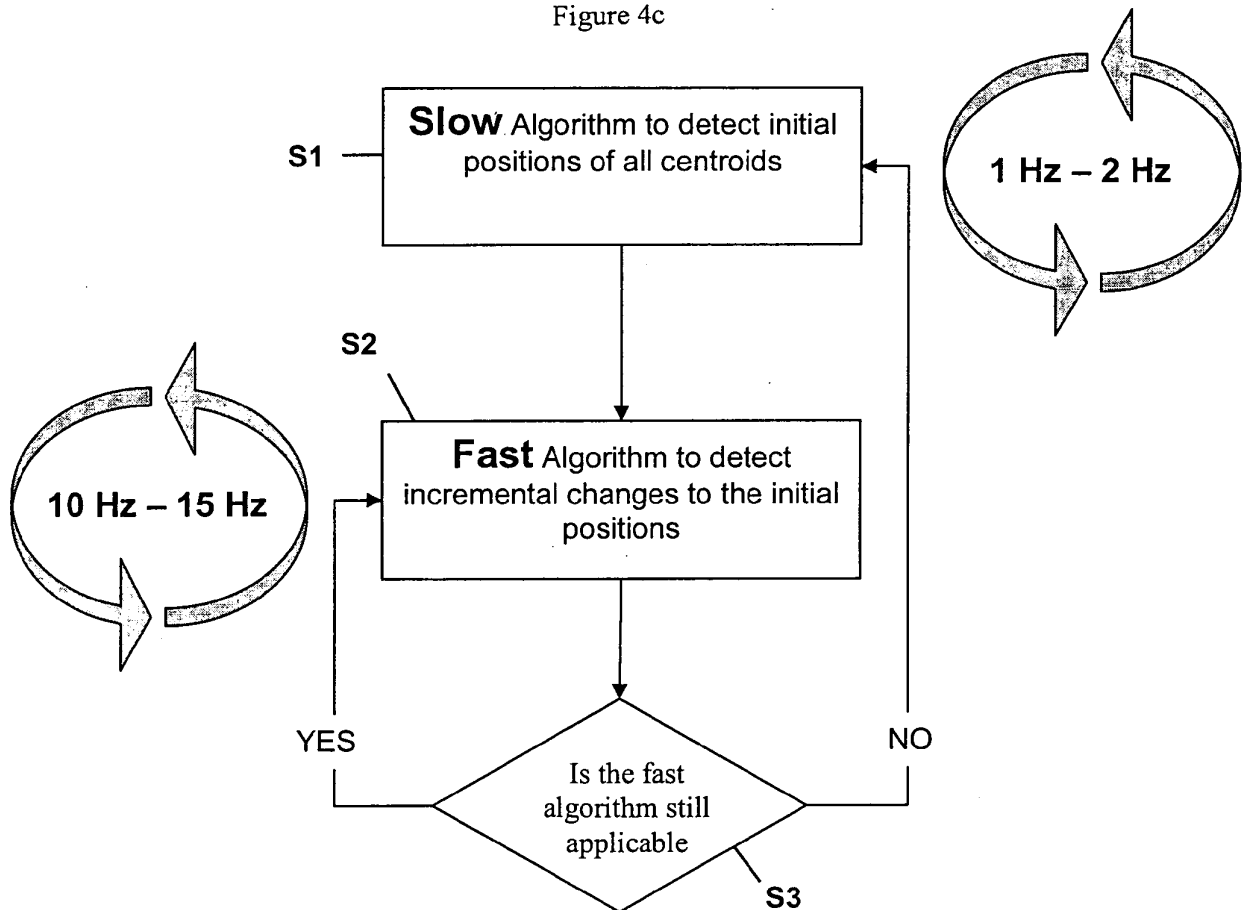 Figure 4c
Slow Algorithm to detect initial
positions of all centroids
S1
1 Hz – 2 Hz
S2
Fast Algorithm to detect
incremental changes to the initial
positions
10 Hz – 15 Hz
YES
NO
Is the fast
algorithm still
applicable
S3